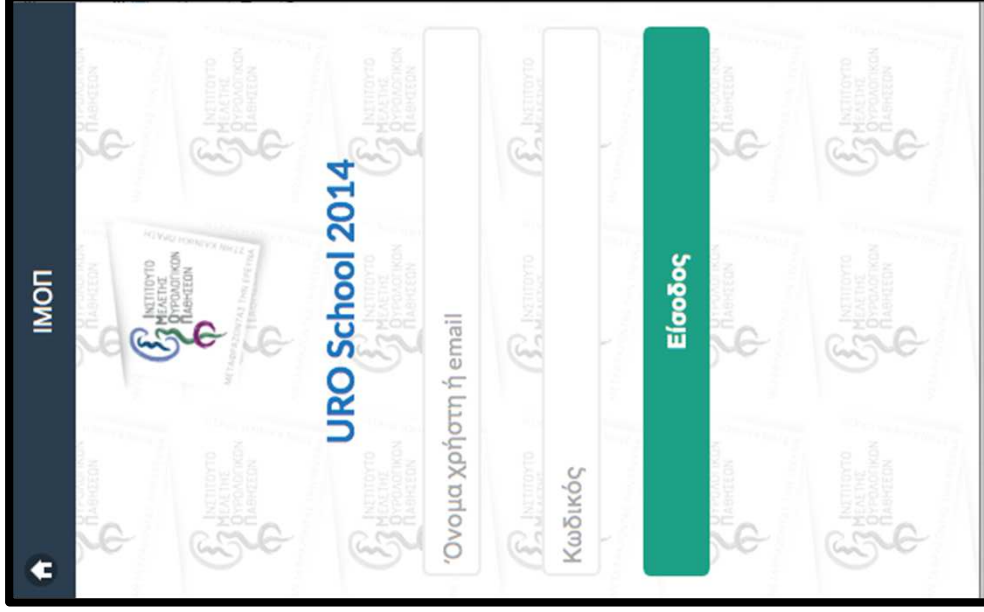 ΙΜΟΠ
ΙΝΣΤΙΤΟΥΤΟ
ΜΕΛΕΤΗΣ
ΟΥΡΟΛΟΓΙΚΩΝ
ΠΑΘΗΣΕΩΝ
URO School 2014
Όνομα χρήστη ή email
Κωδικός
Είσοδος